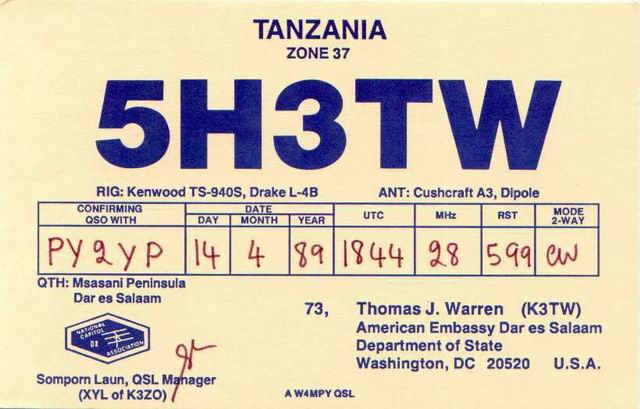 TANZANIA
ZONE 37
5H3TW
RIG: Kenwood TS-940S, Drake L-4B ANT: Cushcraft A3, Dipole
CONFIRMING QSO WITH DATE DAY MONTH YEAR UTC MHz RST MODE 2-WAY
PY2YP 14 4 89 1844 28 599 CW
QTH: Msasani Peninsula
Dar es Salaam
73, Thomas J. Warren (K3TW)
American Embassy Dar es Salaam
Department of State
Washington, DC 20520 U.S.A.
NATIONAL CAPITOL DX ASSOCIATION
Somporn Laun, QSL Manager
(XYL of K3ZO)
A W4MPY QSL